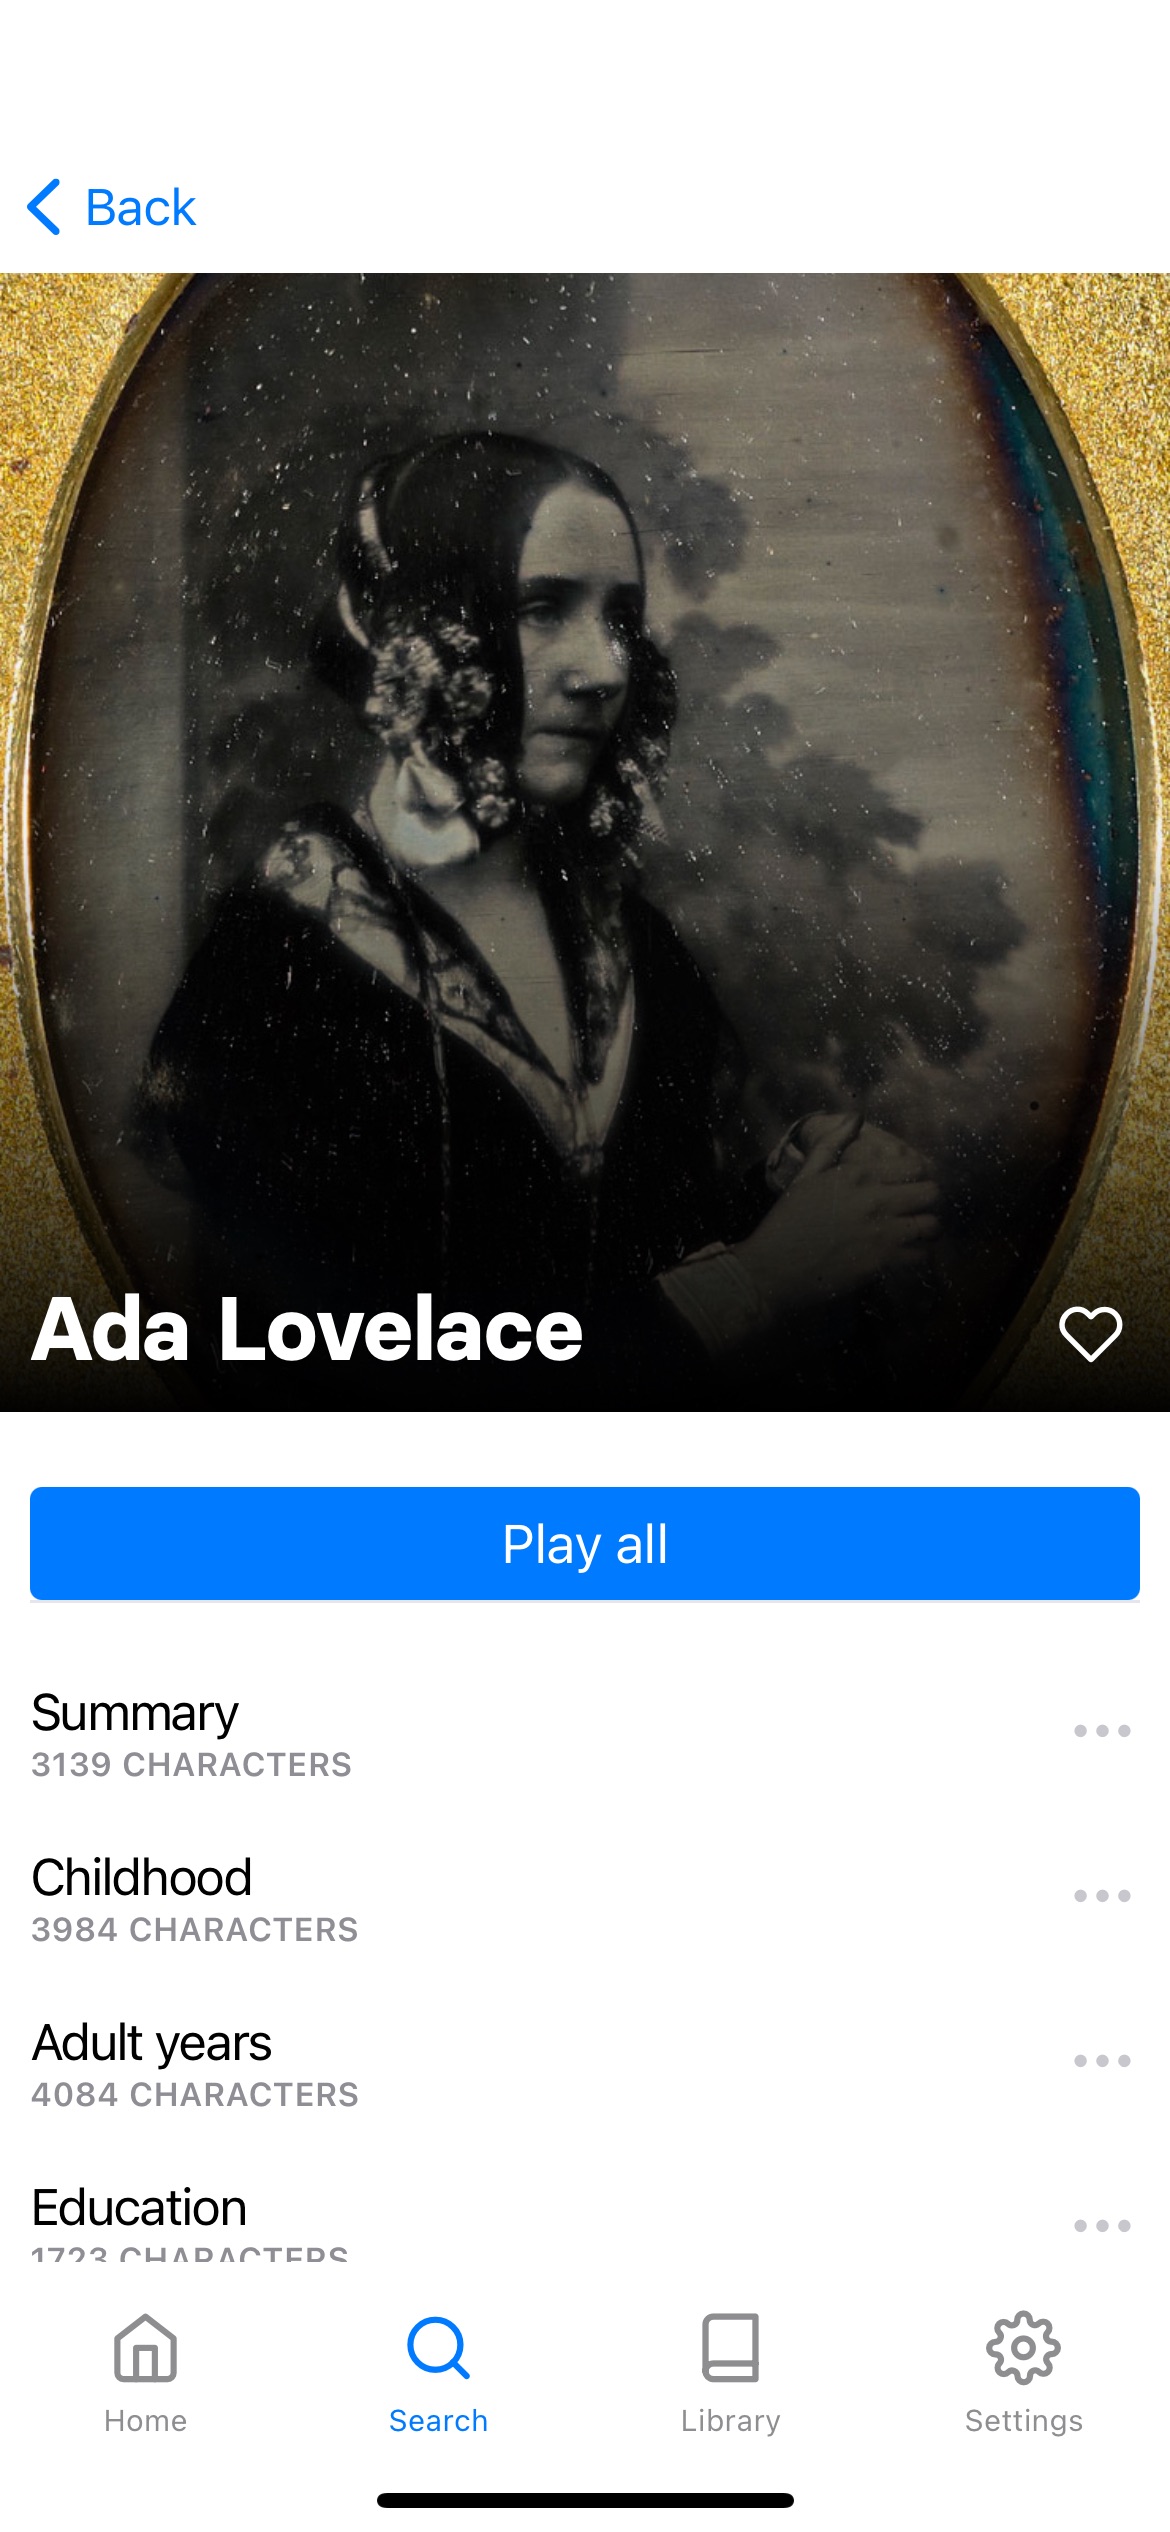 Back
Ada Lovelace
Play all
Summary
3139 CHARACTERS
Childhood
3984 CHARACTERS
Adult years
4084 CHARACTERS
Education
1723 CHARACTERS
Home
Search
Library
Settings